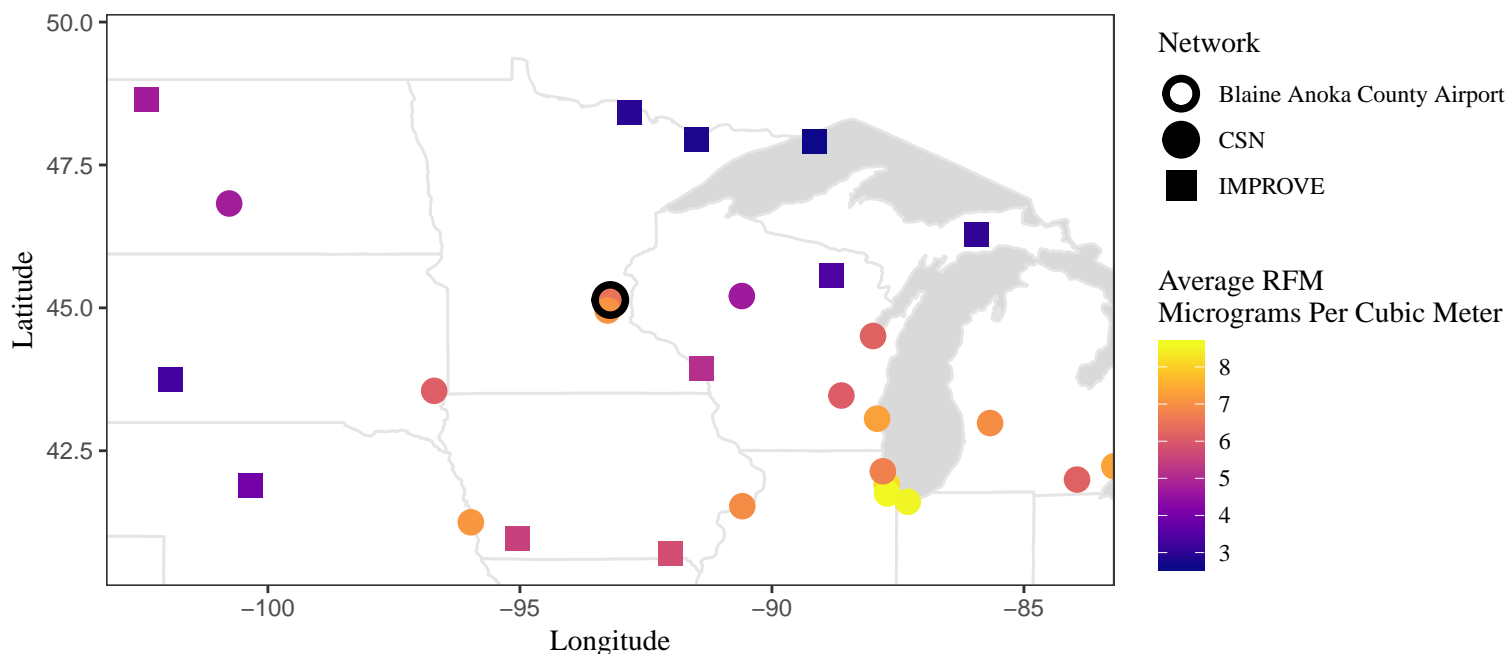 50.0
47.5
45.0
42.5
Latitude
−100
−95
−90
−85
Longitude
Network
Blaine Anoka County Airport
CSN
IMPROVE
Average RFM
Micrograms Per Cubic Meter
8
7
6
5
4
3